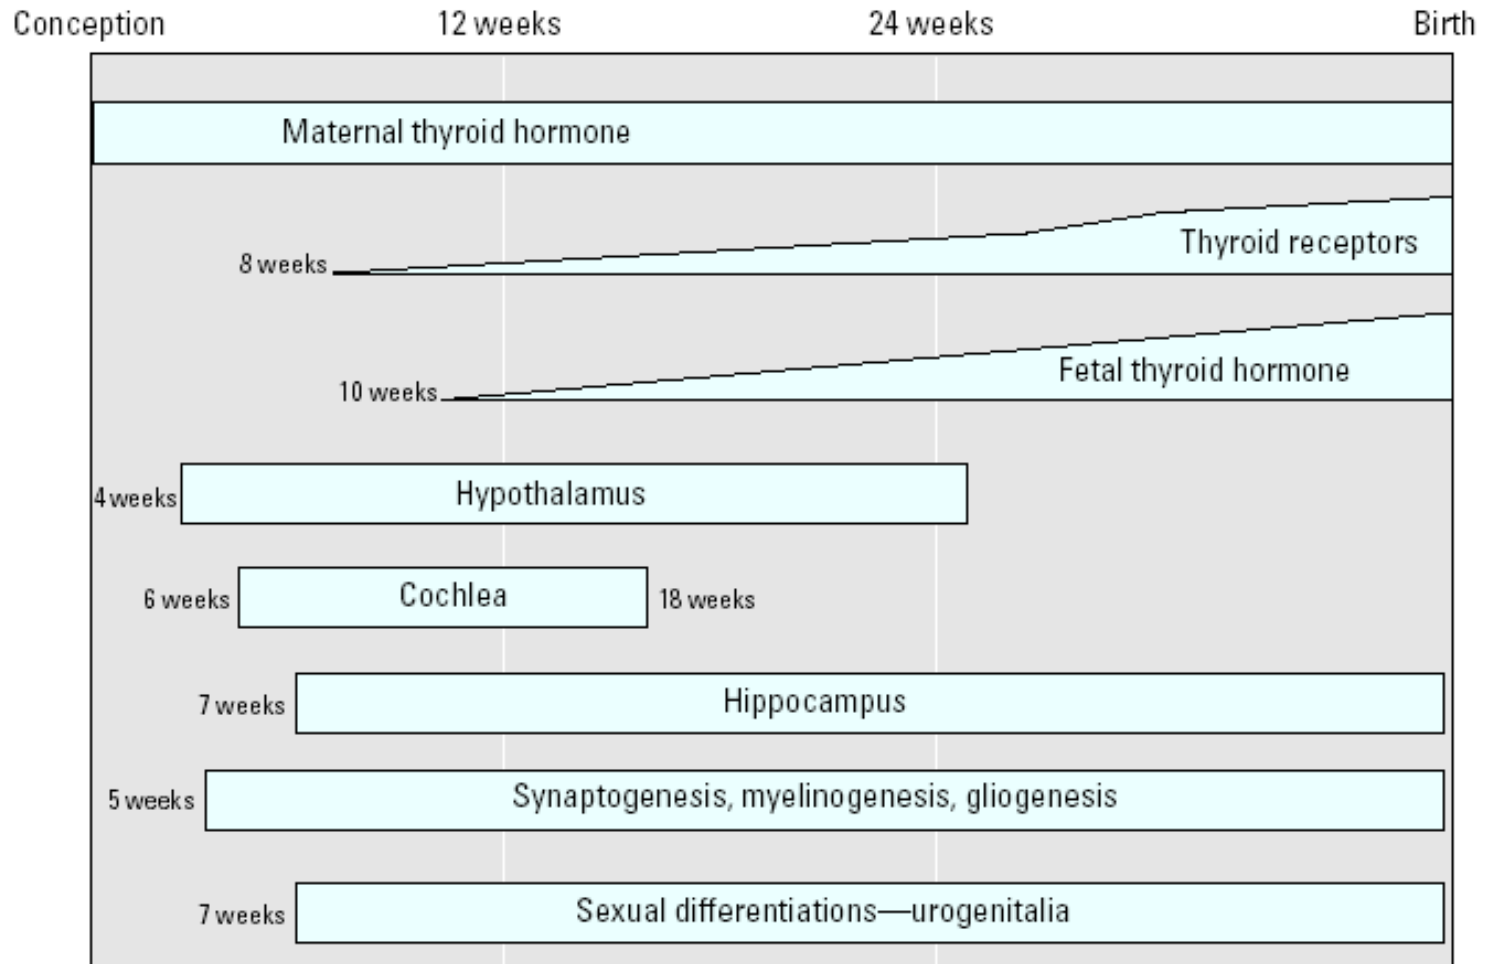 Conception 12 weeks 24 weeks Birth
Maternal thyroid hormone
Thyroid receptors
8 weeks
Fetal thyroid hormone
10 weeks
4 weeks Hypothalamus
6 weeks Cochlea 18 weeks
7 weeks Hippocampus
5 weeks Synaptogenesis, myelinogenesis, gliogenesis
7 weeks Sexual differentiations—urogenitalia